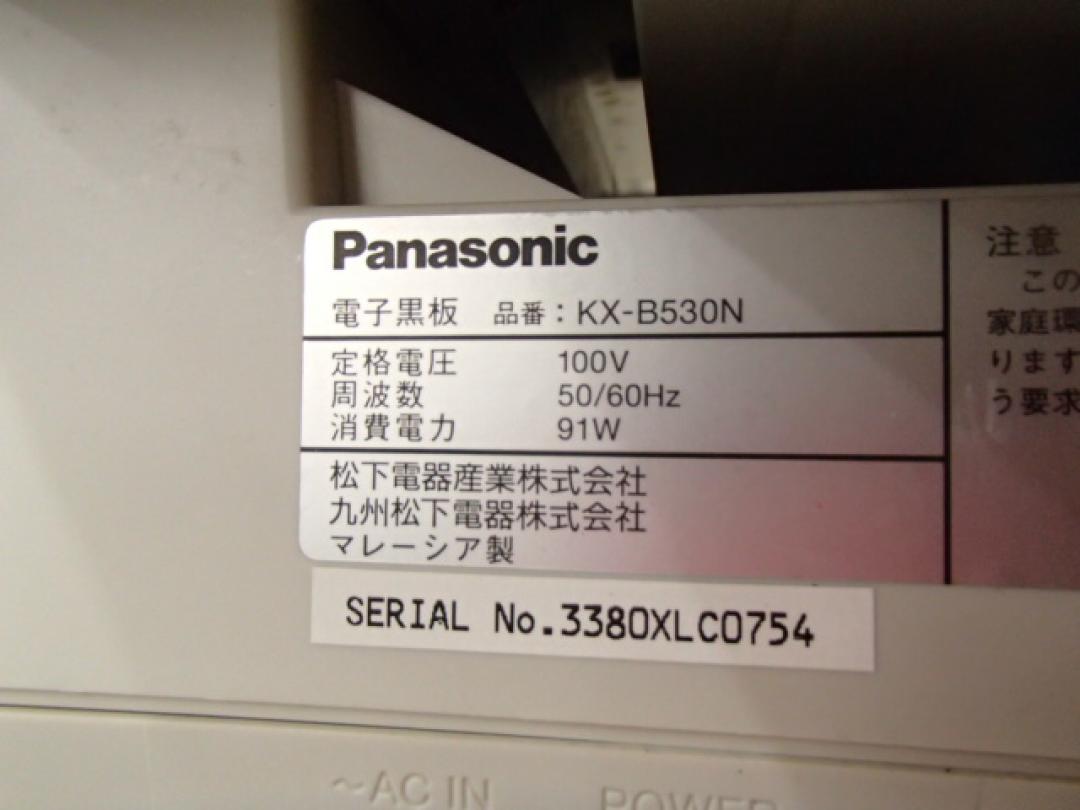 Panasonic
電子黒板 品番：KX-B530N
定格電圧 100V
周波数 50/60Hz
消費電力 91W
松下電器産業株式会社
九州松下電器株式会社
マレーシア製
SERIAL No.3380XLC0754
注意
この
家庭環
ります
う要求
～AC IN
POWER